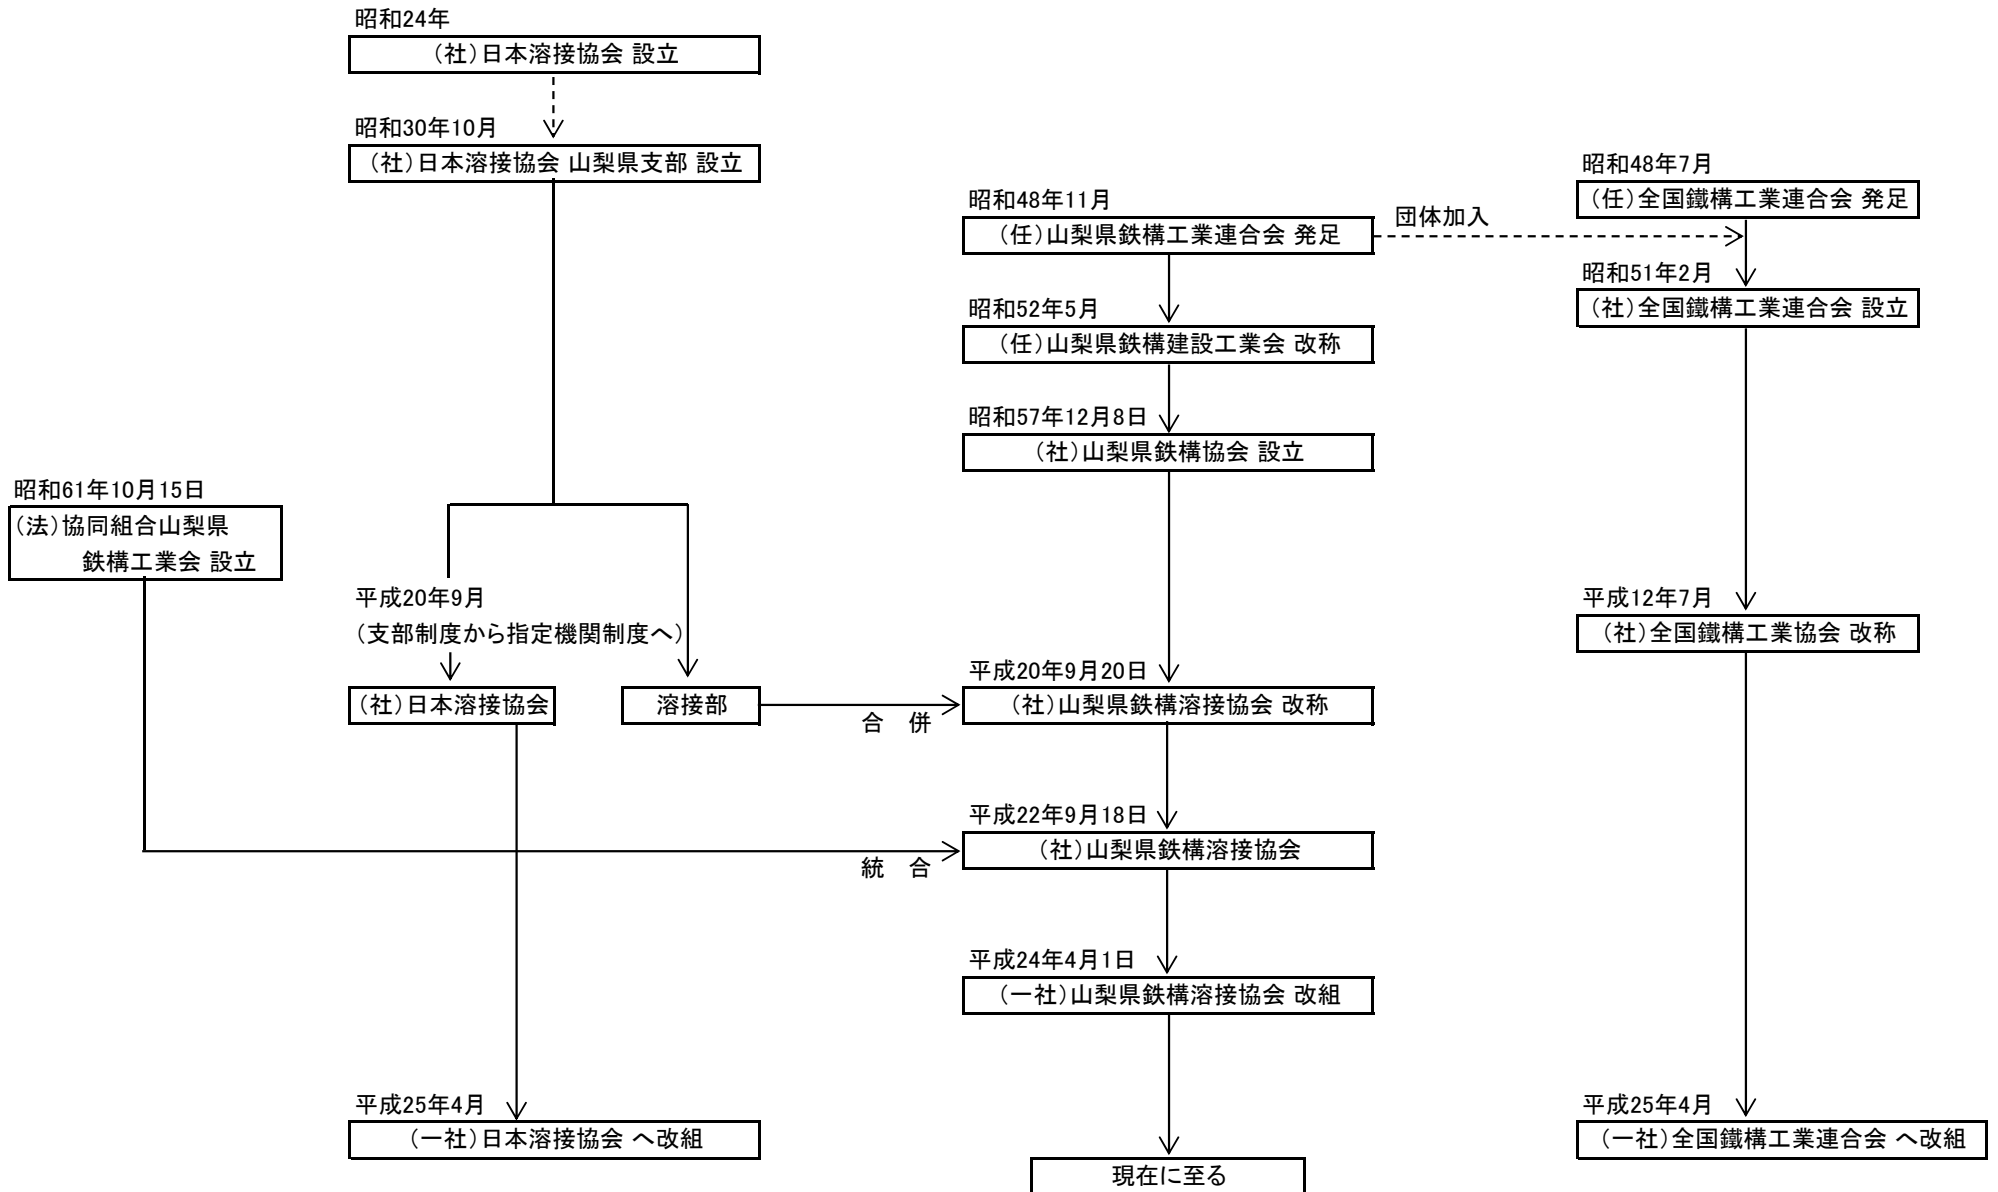 昭和24年
（社）日本溶接協会 設立
昭和30年10月
（社）日本溶接協会 山梨県支部 設立
昭和48年7月
（任）全国鐵構工業連合会 発足
昭和48年11月
（任）山梨県鉄構工業連合会 発足
団体加入
昭和51年2月
（社）全国鐵構工業連合会 設立
昭和52年5月
（任）山梨県鉄構建設工業会 改称
昭和57年12月8日
（社）山梨県鉄構協会 設立
昭和61年10月15日
（法）協同組合山梨県
鉄構工業会 設立
平成20年9月
（支部制度から指定機関制度へ）
平成12年7月
（社）全国鐵構工業協会 改称
（社）日本溶接協会
溶接部
合　併
平成20年9月20日
（社）山梨県鉄構溶接協会 改称
平成22年9月18日
（社）山梨県鉄構溶接協会
統　合
平成24年4月1日
（一社）山梨県鉄構溶接協会 改組
平成25年4月
（一社）日本溶接協会 へ改組
平成25年4月
（一社）全国鐵構工業連合会 へ改組
現在に至る